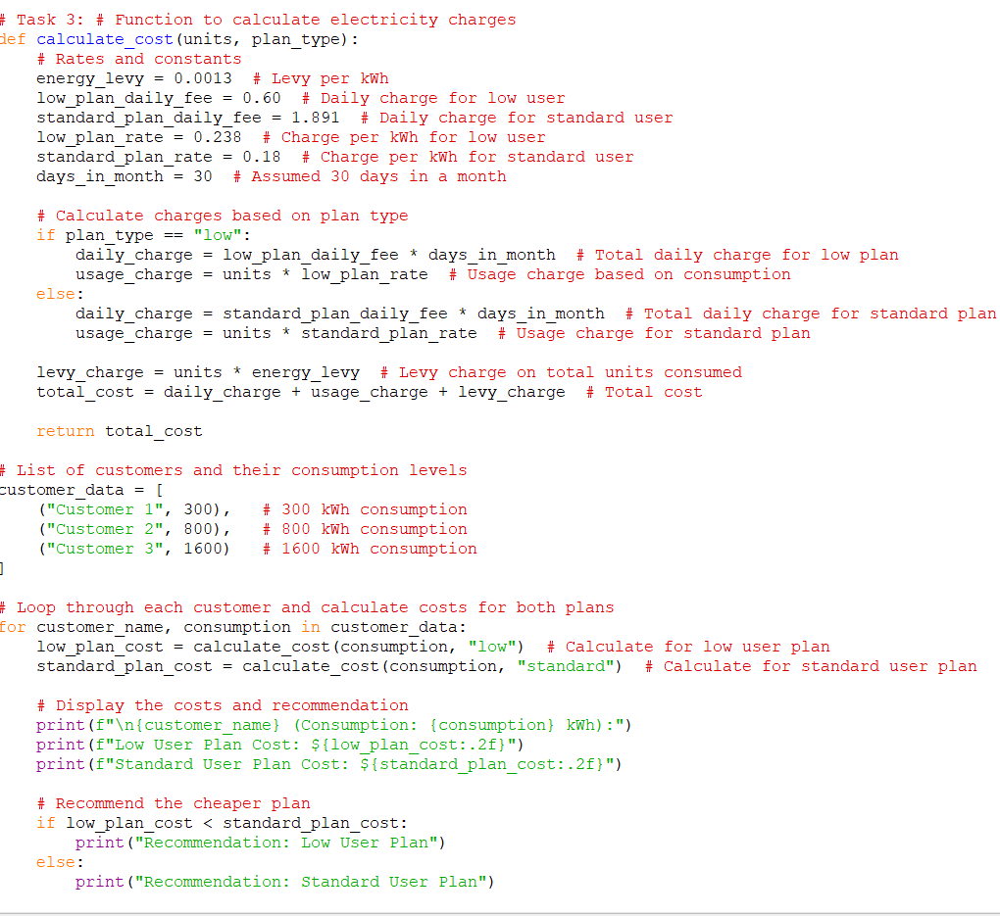 # Task 3: # Function to calculate electricity charges
def calculate_cost(units, plan_type):
    # Rates and constants
    energy_levy = 0.0013  # Levy per kWh
    low_plan_daily_fee = 0.60  # Daily charge for low user
    standard_plan_daily_fee = 1.891  # Daily charge for standard user
    low_plan_rate = 0.238  # Charge per kWh for low user
    standard_plan_rate = 0.18  # Charge per kWh for standard user
    days_in_month = 30  # Assumed 30 days in a month

    # Calculate charges based on plan type
    if plan_type == "low":
        daily_charge = low_plan_daily_fee * days_in_month  # Total daily charge for low plan
        usage_charge = units * low_plan_rate  # Usage charge based on consumption
    else:
        daily_charge = standard_plan_daily_fee * days_in_month  # Total daily charge for standard plan
        usage_charge = units * standard_plan_rate  # Usage charge for standard plan

    levy_charge = units * energy_levy  # Levy charge on total units consumed
    total_cost = daily_charge + usage_charge + levy_charge  # Total cost

    return total_cost

# List of customers and their consumption levels
customer_data = [
    ("Customer 1", 300),   # 300 kWh consumption
    ("Customer 2", 800),   # 800 kWh consumption
    ("Customer 3", 1600)   # 1600 kWh consumption
]

# Loop through each customer and calculate costs for both plans
for customer_name, consumption in customer_data:
    low_plan_cost = calculate_cost(consumption, "low")  # Calculate for low user plan
    standard_plan_cost = calculate_cost(consumption, "standard")  # Calculate for standard user plan

    # Display the costs and recommendation
    print(f"\n{customer_name} (Consumption: {consumption} kWh):")
    print(f"Low User Plan Cost: ${low_plan_cost:.2f}")
    print(f"Standard User Plan Cost: ${standard_plan_cost:.2f}")

    # Recommend the cheaper plan
    if low_plan_cost < standard_plan_cost:
        print("Recommendation: Low User Plan")
    else:
        print("Recommendation: Standard User Plan")